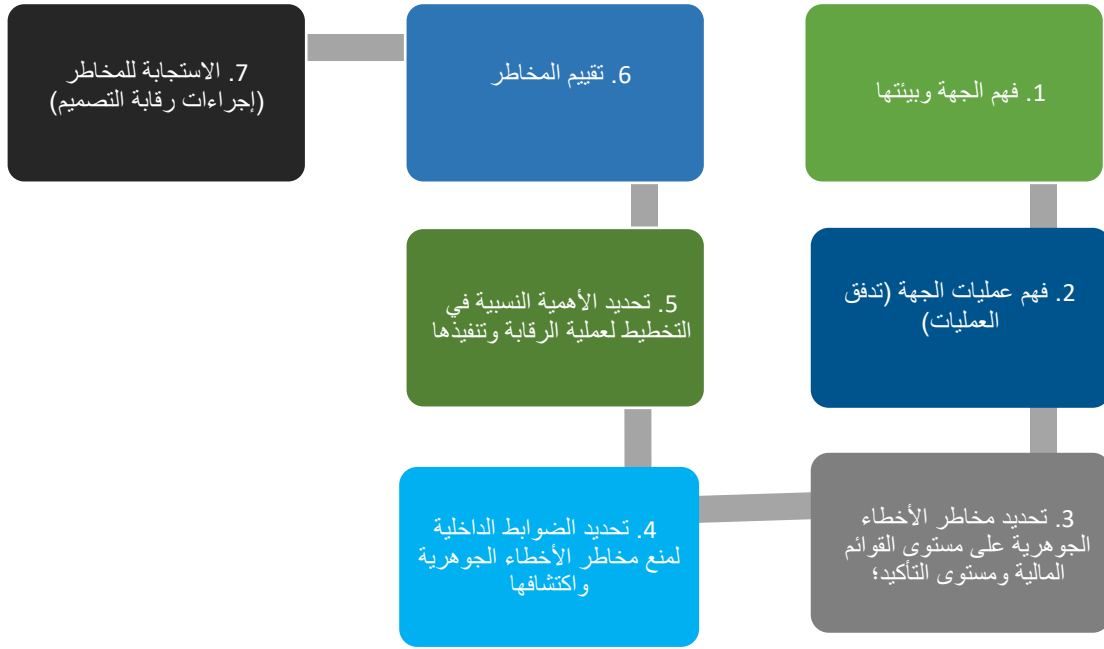 1. فهم الجهة وبيئتها
2. فهم عمليات الجهة (تدفق
العمليات)
3. تحديد مخاطر الأخطاء
الجوهرية على مستوى القوائم
المالية ومستوى التأكيد؛
4. تحديد الضوابط الداخلية
لمنع مخاطر الأخطاء الجوهرية
واكتشافها
5. تحديد الأهمية النسبية في
التخطيط لعملية الرقابة وتنفيذها
6. تقييم المخاطر
7. الاستجابة للمخاطر
(إجراءات رقابة التصميم)